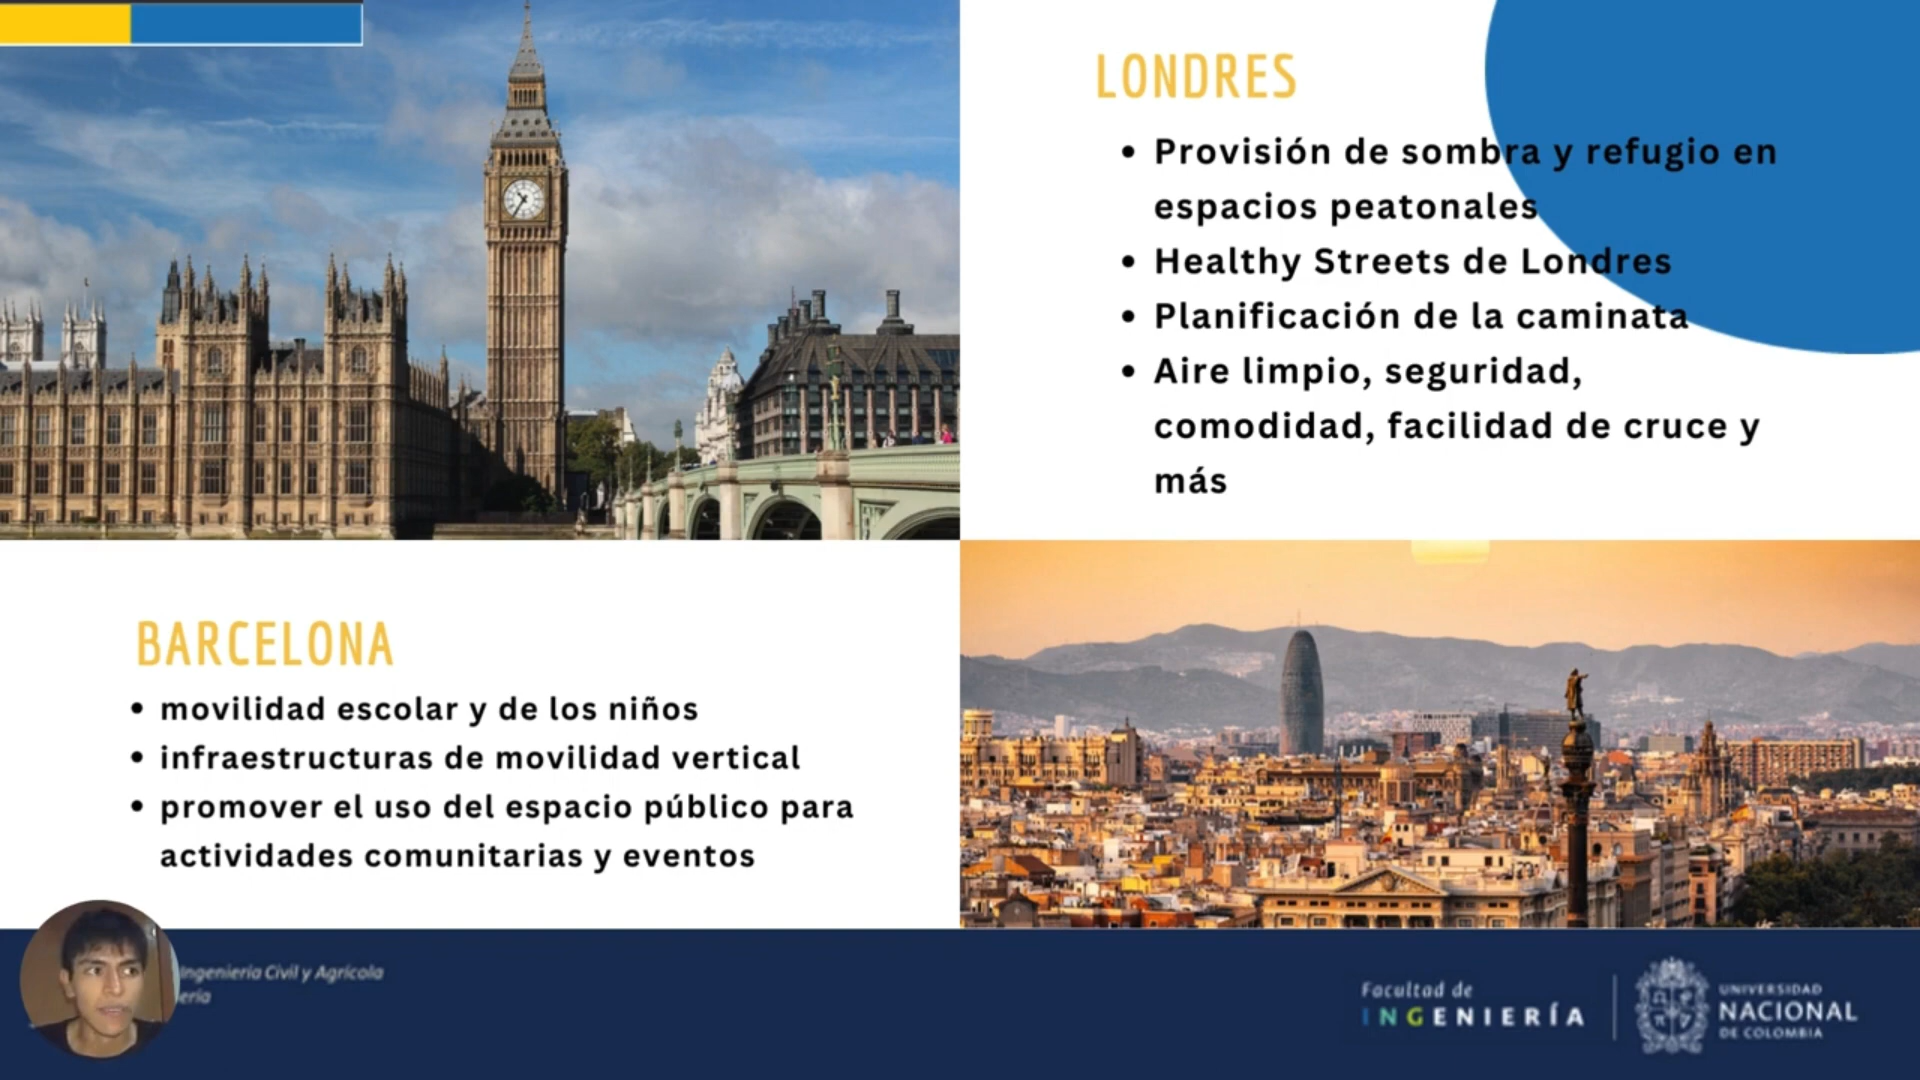 LONDRES
Provisión de sombra y refugio en
espacios peatonales
Healthy Streets de Londres
Planificación de la caminata
Aire limpio, seguridad,
comodidad, facilidad de cruce y
más
BARCELONA
movilidad escolar y de los niños
infraestructuras de movilidad vertical
promover el uso del espacio público para
actividades comunitarias y eventos
Ingeniería Civil y Agrícola
ería
Facultad de
INGENIERÍA
UNIVERSIDAD
NACIONAL
DE COLOMBIA